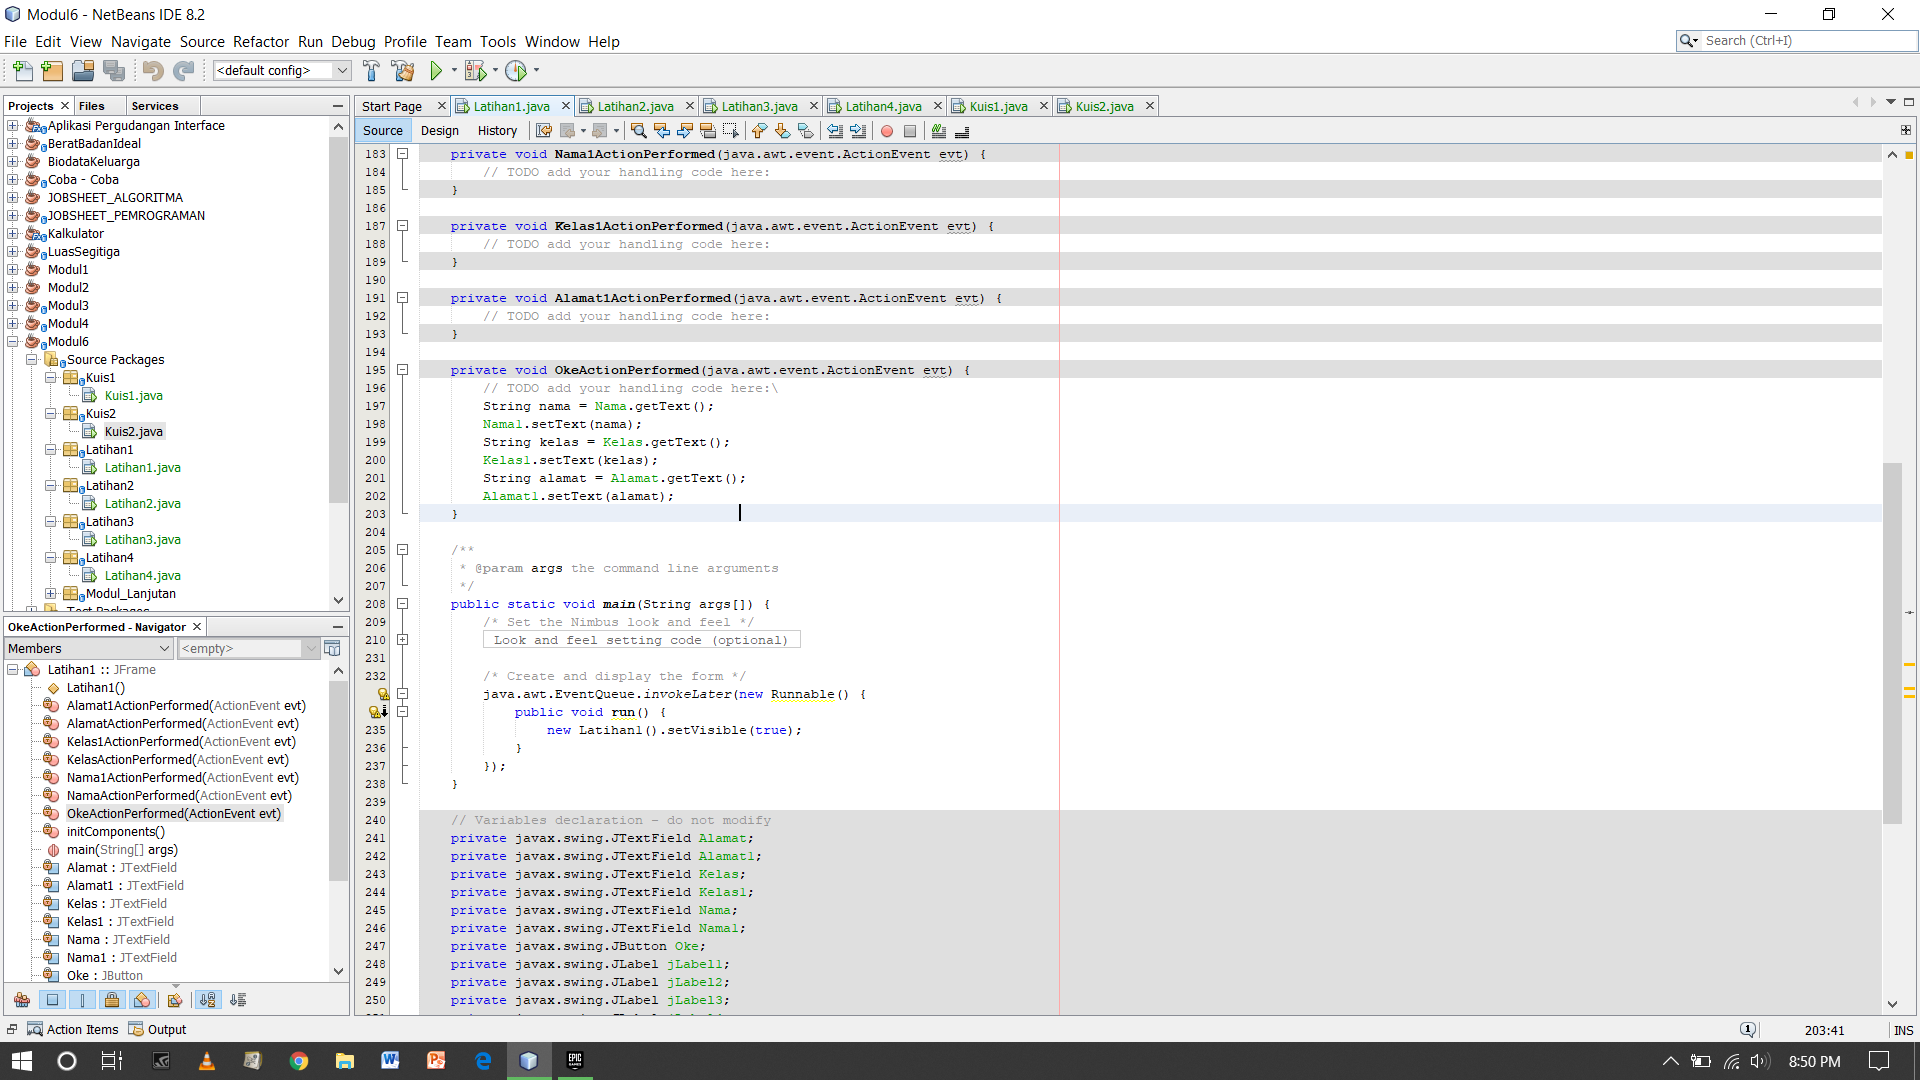 Modul6 - NetBeans IDE 8.2
File Edit View Navigate Source Refactor Run Debug Profile Team Tools Window Help
Search (Ctrl+I)
<default config>
Projects Files Services
Aplikasi Pergudangan Interface
BeratBadanIdeal
BiodataKeluarga
Coba - Coba
JOBSHEET_ALGORITMA
JOBSHEET_PEMROGRAMAN
Kalkulator
LuasSegitiga
Modul1
Modul2
Modul3
Modul4
Modul6
Source Packages
Kuis1
Kuis1.java
Kuis2
Kuis2.java
Latihan1
Latihan1.java
Latihan2
Latihan2.java
Latihan3
Latihan3.java
Latihan4
Latihan4.java
Modul_Lanjutan
Test Packages
OkeActionPerformed - Navigator
Members <empty>
Latihan1 :: JFrame
Latihan1()
Alamat1ActionPerformed(ActionEvent evt)
AlamatActionPerformed(ActionEvent evt)
Kelas1ActionPerformed(ActionEvent evt)
KelasActionPerformed(ActionEvent evt)
Nama1ActionPerformed(ActionEvent evt)
NamaActionPerformed(ActionEvent evt)
OkeActionPerformed(ActionEvent evt)
initComponents()
main(String[] args)
Alamat : JTextField
Alamat1 : JTextField
Kelas : JTextField
Kelas1 : JTextField
Nama : JTextField
Nama1 : JTextField
Oke : JButton
Start Page Latihan1.java Latihan2.java Latihan3.java Latihan4.java Kuis1.java Kuis2.java
Source Design History
183 private void Nama1ActionPerformed(java.awt.event.ActionEvent evt) {
184 // TODO add your handling code here:
185 }
186
187 private void Kelas1ActionPerformed(java.awt.event.ActionEvent evt) {
188 // TODO add your handling code here:
189 }
190
191 private void Alamat1ActionPerformed(java.awt.event.ActionEvent evt) {
192 // TODO add your handling code here:
193 }
194
195 private void OkeActionPerformed(java.awt.event.ActionEvent evt) {
196 // TODO add your handling code here:\
197 String nama = Nama.getText();
198 Nama1.setText(nama);
199 String kelas = Kelas.getText();
200 Kelas1.setText(kelas);
201 String alamat = Alamat.getText();
202 Alamat1.setText(alamat);
203 }
204
205 /**
206 * @param args the command line arguments
207 */
208 public static void main(String args[]) {
209 /* Set the Nimbus look and feel */
210 Look and feel setting code (optional)
231
232 /* Create and display the form */
java.awt.EventQueue.invokeLater(new Runnable() {
public void run() {
235 new Latihan1().setVisible(true);
236 }
237 });
238 }
239
240 // Variables declaration - do not modify
241 private javax.swing.JTextField Alamat;
242 private javax.swing.JTextField Alamat1;
243 private javax.swing.JTextField Kelas;
244 private javax.swing.JTextField Kelas1;
245 private javax.swing.JTextField Nama;
246 private javax.swing.JTextField Nama1;
247 private javax.swing.JButton Oke;
248 private javax.swing.JLabel jLabel1;
249 private javax.swing.JLabel jLabel2;
250 private javax.swing.JLabel jLabel3;
Action Items Output
203:41 INS
EPIC GAMES
8:50 PM